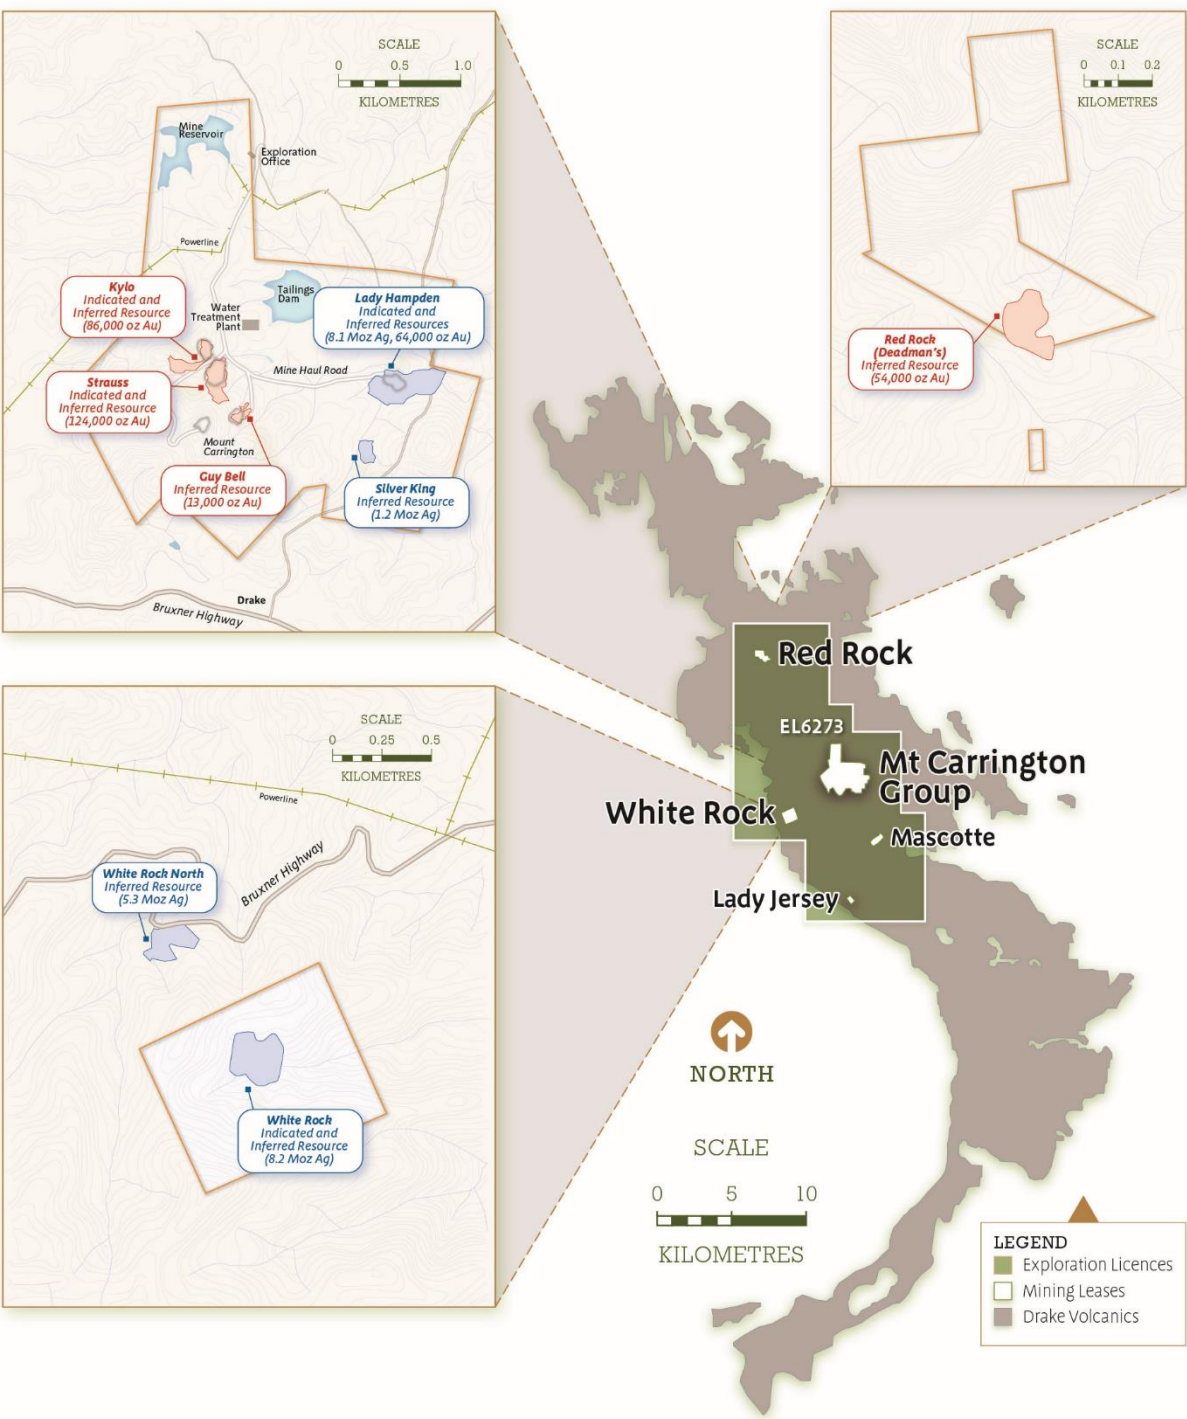 SCALE
0 0.5 1.0
KILOMETRES
Mine
Reservoir
Exploration
Office
Powerline
Kylo
Indicated and
Inferred Resource
(86,000 oz Au)
Water
Treatment
Plant
Tailings
Dam
Lady Hampden
Indicated and
Inferred Resources
(8.1 Moz Ag, 64,000 oz Au)
Strauss
Indicated and
Inferred Resource
(124,000 oz Au)
Mine Haul Road
Mount
Carrington
Guy Bell
Inferred Resource
(13,000 oz Au)
Silver King
Inferred Resource
(1.2 Moz Ag)
Drake
Bruxner Highway
SCALE
0 0.1 0.2
KILOMETRES
Red Rock
(Deadman's)
Inferred Resource
(54,000 oz Au)
SCALE
0 0.25 0.5
KILOMETRES
Powerline
Bruxner Highway
White Rock North
Inferred Resource
(5.3 Moz Ag)
White Rock
Indicated and
Inferred Resource
(8.2 Moz Ag)
Red Rock
EL6273
Mt Carrington
Group
White Rock
Mascotte
Lady Jersey
NORTH
SCALE
0 5 10
KILOMETRES
LEGEND
Exploration Licences
Mining Leases
Drake Volcanics